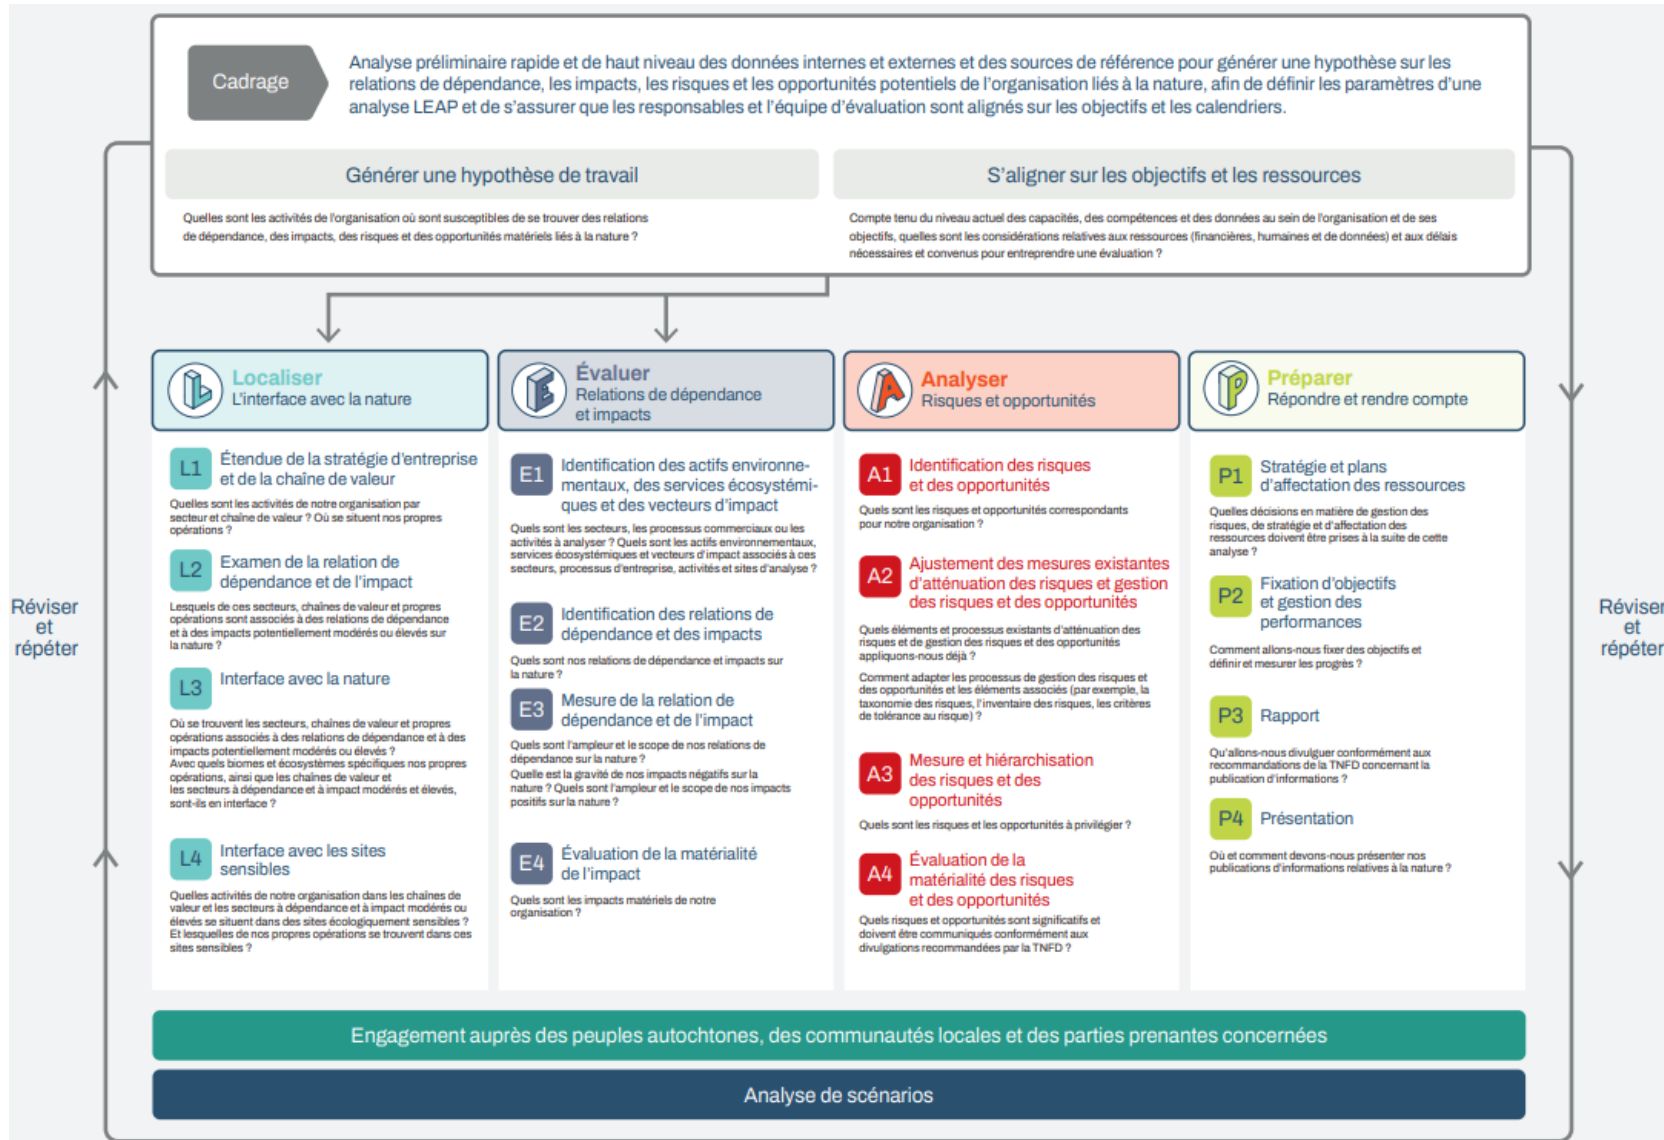 Cadrage
Analyse préliminaire rapide et de haut niveau des données internes et externes et des sources de référence pour générer une hypothèse sur les
relations de dépendance, les impacts, les risques et les opportunités potentiels de l'organisation liés à la nature, afin de définir les paramètres d'une
analyse LEAP et de s'assurer que les responsables et l'équipe d'évaluation sont alignés sur les objectifs et les calendriers.
Générer une hypothèse de travail
Quelles sont les activités de l'organisation où sont susceptibles de se trouver des relations
de dépendance, des impacts, des risques et des opportunités matériels liés à la nature ?
S'aligner sur les objectifs et les ressources
Compte tenu du niveau actuel des capacités, des compétences et des données au sein de l'organisation et de ses
objectifs, quelles sont les considérations relatives aux ressources (financières, humaines et de données) et aux délais
nécessaires et convenus pour entreprendre une évaluation ?
Réviser
et
répéter
L
Localiser
L'interface avec la nature
L1
Étendue de la stratégie d'entreprise
et de la chaîne de valeur
Quelles sont les activités de notre organisation par
secteur et chaîne de valeur ? Où se situent nos propres
opérations ?
L2
Examen de la relation de
dépendance et de l'impact
Lesquels de ces secteurs, chaînes de valeur et propres
opérations sont associés à des relations de dépendance
et à des impacts potentiellement modérés ou élevés sur
la nature ?
L3
Interface avec la nature
Où se trouvent les secteurs, chaînes de valeur et propres
opérations associés à des relations de dépendance et à des
impacts potentiellement modérés ou élevés ?
Avec quels biomes et écosystèmes spécifiques nos propres
opérations, ainsi que les chaînes de valeur et
les secteurs à dépendance et à impact modérés et élevés,
sont-ils en interface ?
L4
Interface avec les sites
sensibles
Quelles activités de notre organisation dans les chaînes de
valeur et les secteurs à dépendance et à impact modérés ou
élevés se situent dans des sites écologiquement sensibles ?
Et lesquelles de nos propres opérations se trouvent dans ces
sites sensibles ?
E
Évaluer
Relations de dépendance
et impacts
E1
Identification des actifs environne-
mentaux, des services écosystémi-
ques et des vecteurs d'impact
Quels sont les secteurs, les processus commerciaux ou les
activités à analyser ? Quels sont les actifs environnementaux,
services écosystémiques et vecteurs d'impact associés à ces
secteurs, processus d'entreprise, activités et sites d'analyse ?
E2
Identification des relations de
dépendance et des impacts
Quels sont nos relations de dépendance et impacts sur
la nature ?
E3
Mesure de la relation de
dépendance et de l'impact
Quels sont l'ampleur et le scope de nos relations de
dépendance sur la nature ?
Quelle est la gravité de nos impacts négatifs sur la
nature ? Quels sont l'ampleur et le scope de nos impacts
positifs sur la nature ?
E4
Évaluation de la matérialité
de l'impact
Quels sont les impacts matériels de notre
organisation ?
A
Analyser
Risques et opportunités
A1
Identification des risques
et des opportunités
Quels sont les risques et opportunités correspondants
pour notre organisation ?
A2
Ajustement des mesures existantes
d'atténuation des risques et gestion
des risques et des opportunités
Quels éléments et processus existants d'atténuation des
risques et de gestion des risques et des opportunités
appliquons-nous déjà ?
Comment adapter les processus de gestion des risques et
des opportunités et les éléments associés (par exemple, la
taxonomie des risques, l'inventaire des risques, les critères
de tolérance au risque) ?
A3
Mesure et hiérarchisation
des risques et des
opportunités
Quels sont les risques et les opportunités à privilégier ?
A4
Évaluation de la
matérialité des risques
et des opportunités
Quels risques et opportunités sont significatifs et
doivent être communiqués conformément aux
divulgations recommandées par la TNFD ?
P
Préparer
Répondre et rendre compte
P1
Stratégie et plans
d'affectation des ressources
Quelles décisions en matière de gestion des
risques, de stratégie et d'affectation des
ressources doivent être prises à la suite de cette
analyse ?
P2
Fixation d'objectifs
et gestion des
performances
Comment allons-nous fixer des objectifs et
définir et mesurer les progrès ?
P3
Rapport
Qu'allons-nous divulguer conformément aux
recommandations de la TNFD concernant la
publication d'informations ?
P4
Présentation
Où et comment devons-nous présenter nos
publications d'informations relatives à la nature ?
Réviser
et
répéter
Engagement auprès des peuples autochtones, des communautés locales et des parties prenantes concernées
Analyse de scénarios